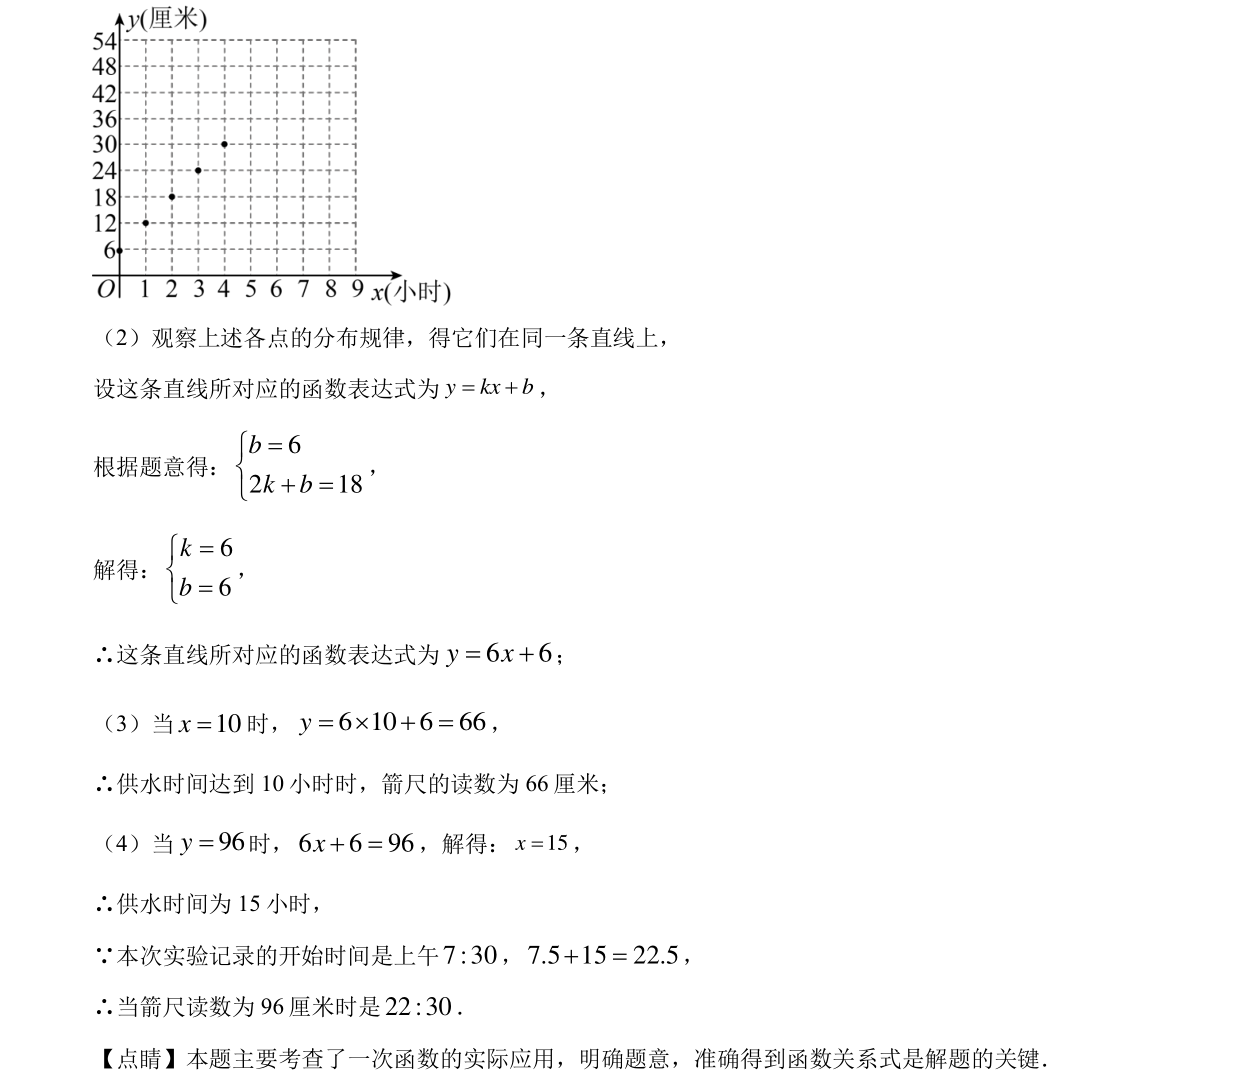 y(厘米)
54
48
42
36
30
24
18
12
6
O 1 2 3 4 5 6 7 8 9 x(小时)
（2）观察上述各点的分布规律，得它们在同一条直线上，
设这条直线所对应的函数表达式为 y = kx + b，
根据题意得：{b = 6
2k + b = 18，
解得：{k = 6
b = 6，
∴这条直线所对应的函数表达式为 y = 6x + 6；
（3）当 x = 10 时， y = 6×10 + 6 = 66，
∴供水时间达到 10 小时时，箭尺的读数为 66 厘米；
（4）当 y = 96 时， 6x + 6 = 96，解得： x = 15，
∴供水时间为 15 小时，
∵本次实验记录的开始时间是上午 7:30， 7.5 + 15 = 22.5，
∴当箭尺读数为 96 厘米时是 22:30．
【点睛】本题主要考查了一次函数的实际应用，明确题意，准确得到函数关系式是解题的关键．